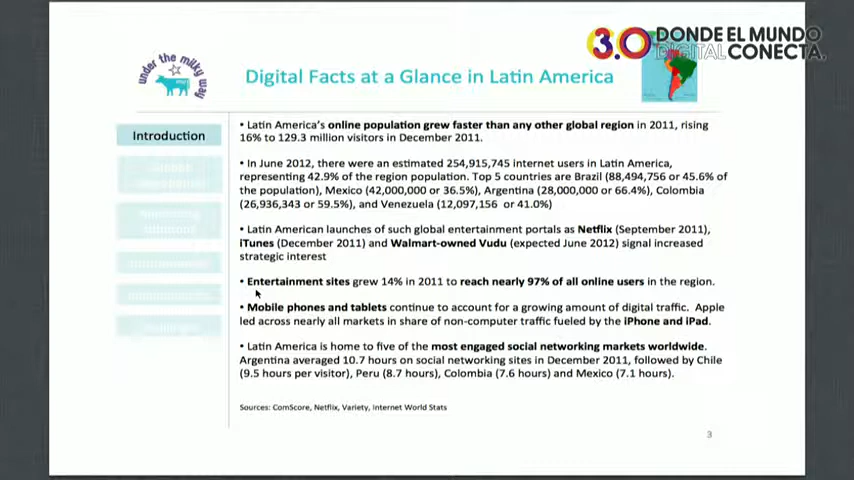 3.0 DONDE EL MUNDO
DIGITAL CONECTA.
under the milky way
Digital Facts at a Glance in Latin America
Introduction
• Latin America's online population grew faster than any other global region in 2011, rising
16% to 129.3 million visitors in December 2011.
• In June 2012, there were an estimated 254,915,745 internet users in Latin America,
representing 42.9% of the region population. Top 5 countries are Brazil (88,494,756 or 45.6% of
the population), Mexico (42,000,000 or 36.5%), Argentina (28,000,000 or 66.4%), Colombia
(26,936,343 or 59.5%), and Venezuela (12,097,156 or 41.0%)
• Latin American launches of such global entertainment portals as Netflix (September 2011),
iTunes (December 2011) and Walmart-owned Vudu (expected June 2012) signal increased
strategic interest
• Entertainment sites grew 14% in 2011 to reach nearly 97% of all online users in the region.
• Mobile phones and tablets continue to account for a growing amount of digital traffic. Apple
led across nearly all markets in share of non-computer traffic fueled by the iPhone and iPad.
• Latin America is home to five of the most engaged social networking markets worldwide.
Argentina averaged 10.7 hours on social networking sites in December 2011, followed by Chile
(9.5 hours per visitor), Peru (8.7 hours), Colombia (7.6 hours) and Mexico (7.1 hours).
Sources: ComScore, Netflix, Variety, Internet World Stats
3